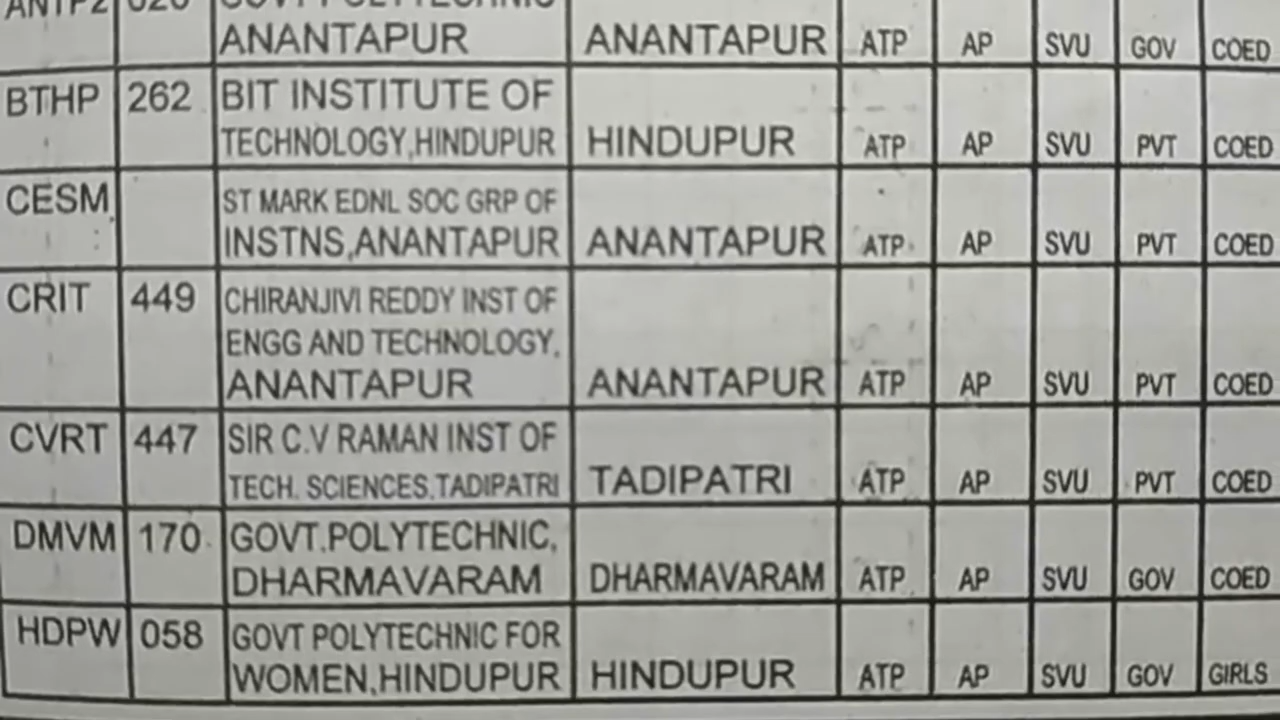 ANANTAPUR ANANTAPUR ATP AP SVU GOV COED
BTHP 262 BIT INSTITUTE OF
TECHNOLOGY,HINDUPUR HINDUPUR ATP AP SVU PVT COED
CESM ST MARK EDNL SOC GRP OF
INSTNS,ANANTAPUR ANANTAPUR ATP AP SVU PVT COED
CRIT 449 CHIRANJIVI REDDY INST OF
ENGG AND TECHNOLOGY,
ANANTAPUR ANANTAPUR ATP AP SVU PVT COED
CVRT 447 SIR C.V RAMAN INST OF
TECH. SCIENCES,TADIPATRI TADIPATRI ATP AP SVU PVT COED
DMVM 170 GOVT.POLYTECHNIC,
DHARMAVARAM DHARMAVARAM ATP AP SVU GOV COED
HDPW 058 GOVT POLYTECHNIC FOR
WOMEN,HINDUPUR HINDUPUR ATP AP SVU GOV GIRLS